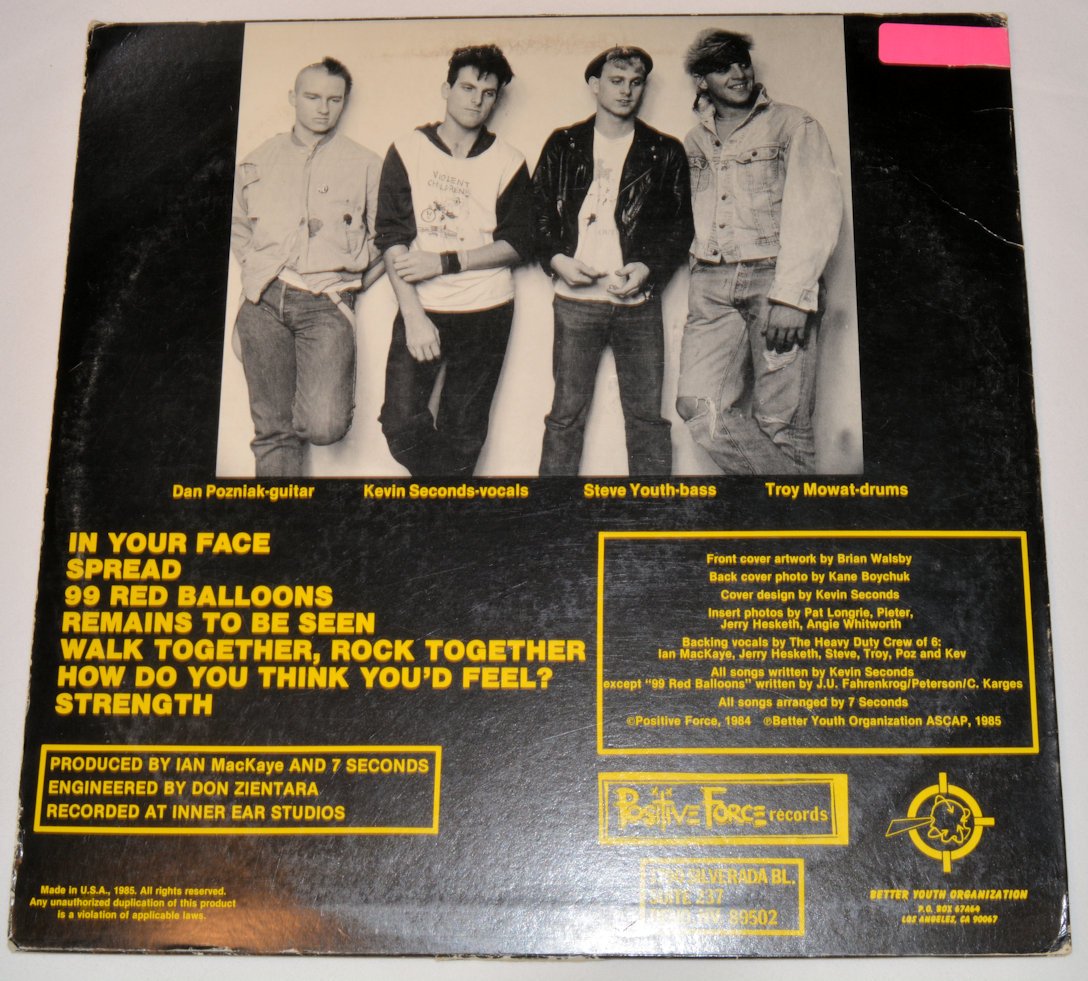 VIOLENT
CHILDREN
Dan Pozniak-guitar Kevin Seconds-vocals Steve Youth-bass Troy Mowat-drums
IN YOUR FACE
SPREAD
99 RED BALLOONS
REMAINS TO BE SEEN
WALK TOGETHER, ROCK TOGETHER
HOW DO YOU THINK YOU'D FEEL?
STRENGTH
PRODUCED BY IAN MacKAYE AND 7 SECONDS
ENGINEERED BY DON ZIENTARA
RECORDED AT INNER EAR STUDIOS
Made in U.S.A., 1985. All rights reserved.
Any unauthorized duplication of this product
is a violation of applicable laws.
Front cover artwork by Brian Walsby
Back cover photo by Kane Boychuk
Cover design by Kevin Seconds
Insert photos by Pat Longrie, Pieter,
Jerry Hesketh, Angie Whitworth
Backing vocals by The Heavy Duty Crew of 6:
Ian MacKaye, Jerry Hesketh, Steve, Troy, Poz and Kev
All songs written by Kevin Seconds
except "99 Red Balloons" written by J.U. Fahrenkrog/Peterson/C. Karges
All songs arranged by 7 Seconds
©Positive Force, 1984 ℗Better Youth Organization ASCAP, 1985
POSITIVE FORCE records
SILVERADA BL.
SUITE 237
RENO NV. 89502
BETTER YOUTH ORGANIZATION
P.O. BOX 67A64
LOS ANGELES, CA 90067